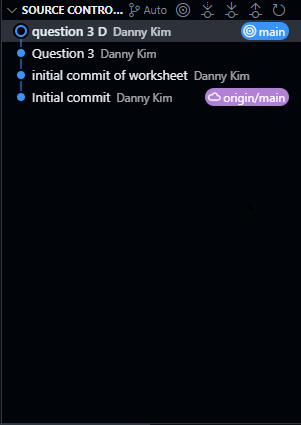 SOURCE CONTRO... Auto
question 3 D Danny Kim main
Question 3 Danny Kim
initial commit of worksheet Danny Kim
Initial commit Danny Kim origin/main